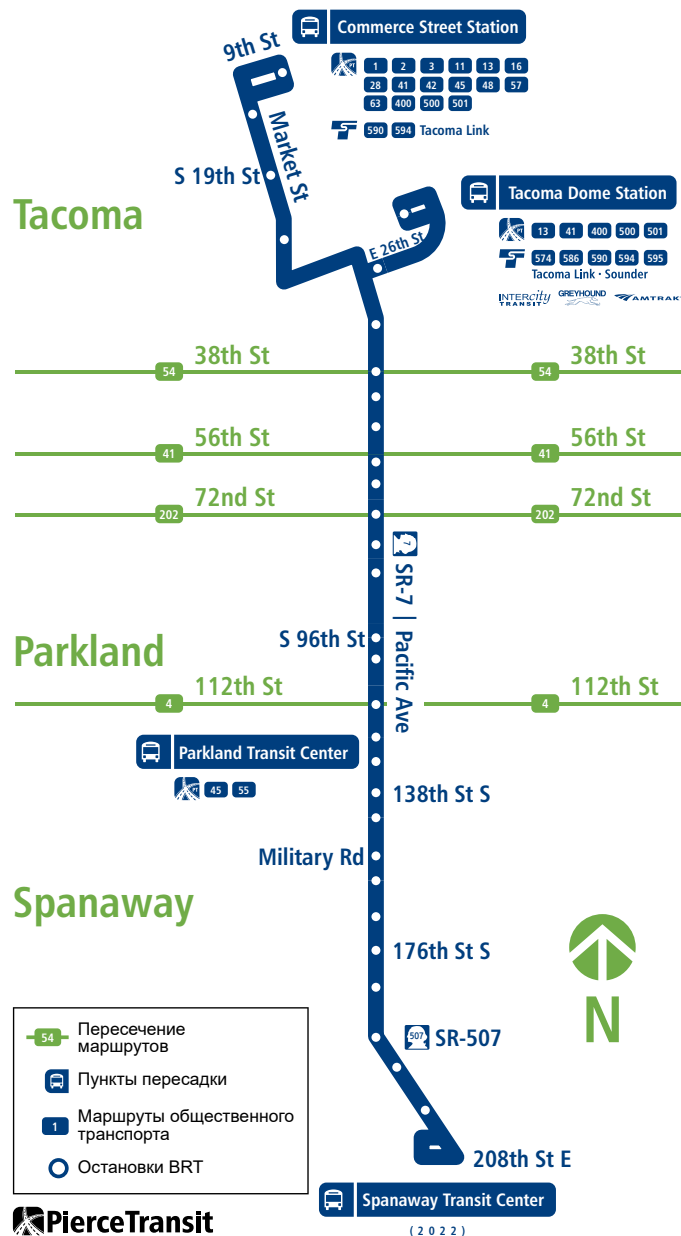 Commerce Street Station
9th St
PT 1 2 3 11 13 16
28 41 42 45 48 57
63 400 500 501
590 594 Tacoma Link
Market St
S 19th St
Tacoma Dome Station
Tacoma
PT 13 41 400 500 501
E 26th St
574 586 590 594 595
Tacoma Link · Sounder
INTERCity TRANSIT GREYHOUND AMTRAK
38th St 38th St
54 54
56th St 56th St
41 41
72nd St 72nd St
202 202
7
SR-7 | Pacific Ave
S 96th St
Parkland
112th St 112th St
4 4
Parkland Transit Center
PT 45 55
138th St S
Military Rd
Spanaway
176th St S
N
507 SR-507
54 Пересечение
маршрутов
Пункты пересадки
1 Маршруты общественного
транспорта
Остановки BRT
208th St E
Spanaway Transit Center
PierceTransit
(2022)